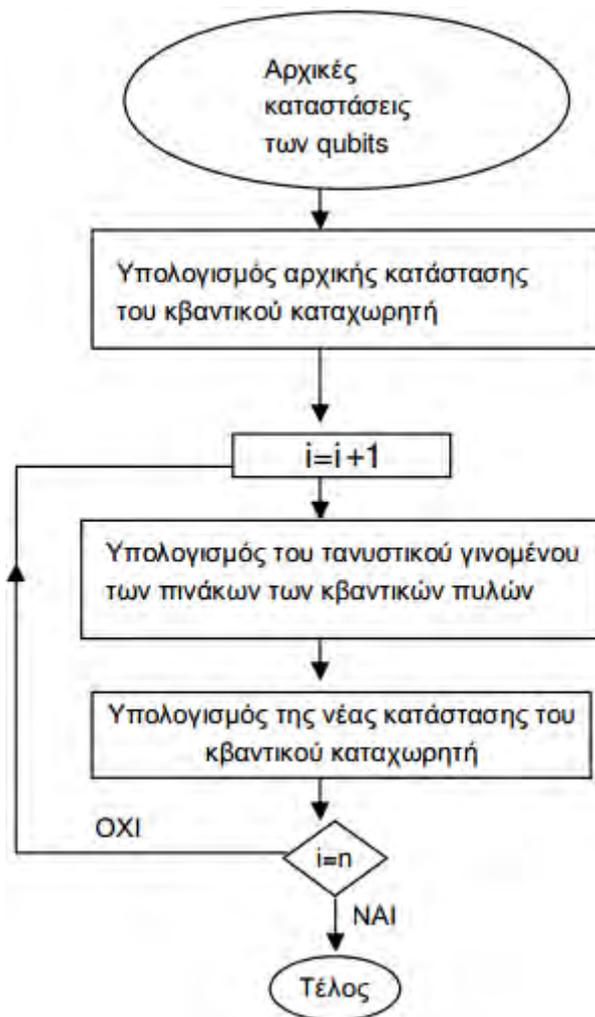 Αρχικές
καταστάσεις
των qubits
Υπολογισμός αρχικής κατάστασης
του κβαντικού καταχωρητή
i=i+1
Υπολογισμός του τανυστικού γινομένου
των πινάκων των κβαντικών πυλών
Υπολογισμός της νέας κατάστασης του
κβαντικού καταχωρητή
ΟΧΙ
i=n
ΝΑΙ
Τέλος